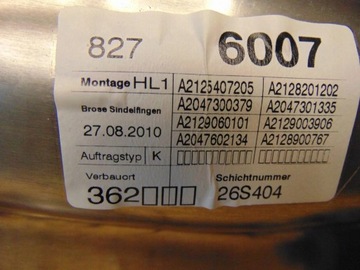 827 6007
Montage HL1 A2125407205 A2128201202
A2047300379 A2047301335
Brose Sindelfingen A2129060101 A2129003906
27.08.2010 A2047602134 A2128900767
Auftragstyp K □□□□□□□□□□□ □□□□□□□□□□□
Verbauort Schichtnummer
362□□□ 26S404